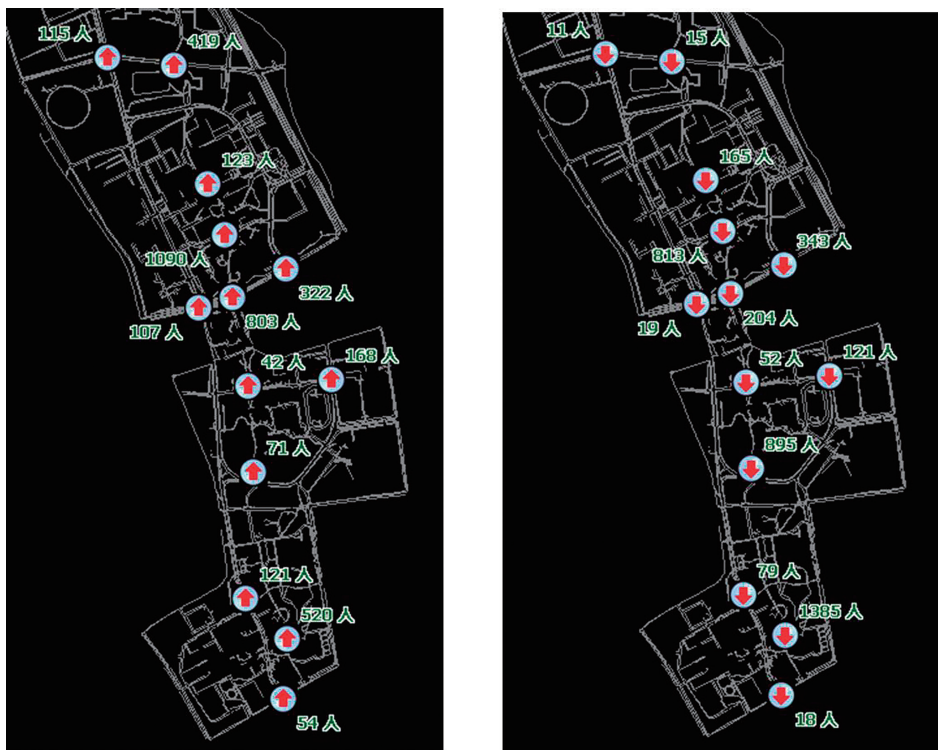 115 人
419 人
123 人
1090 人
322 人
107 人
803 人
42 人
168 人
71 人
121 人
520 人
54 人
11 人
15 人
165 人
813 人
343 人
19 人
204 人
52 人
121 人
895 人
79 人
1385 人
18 人